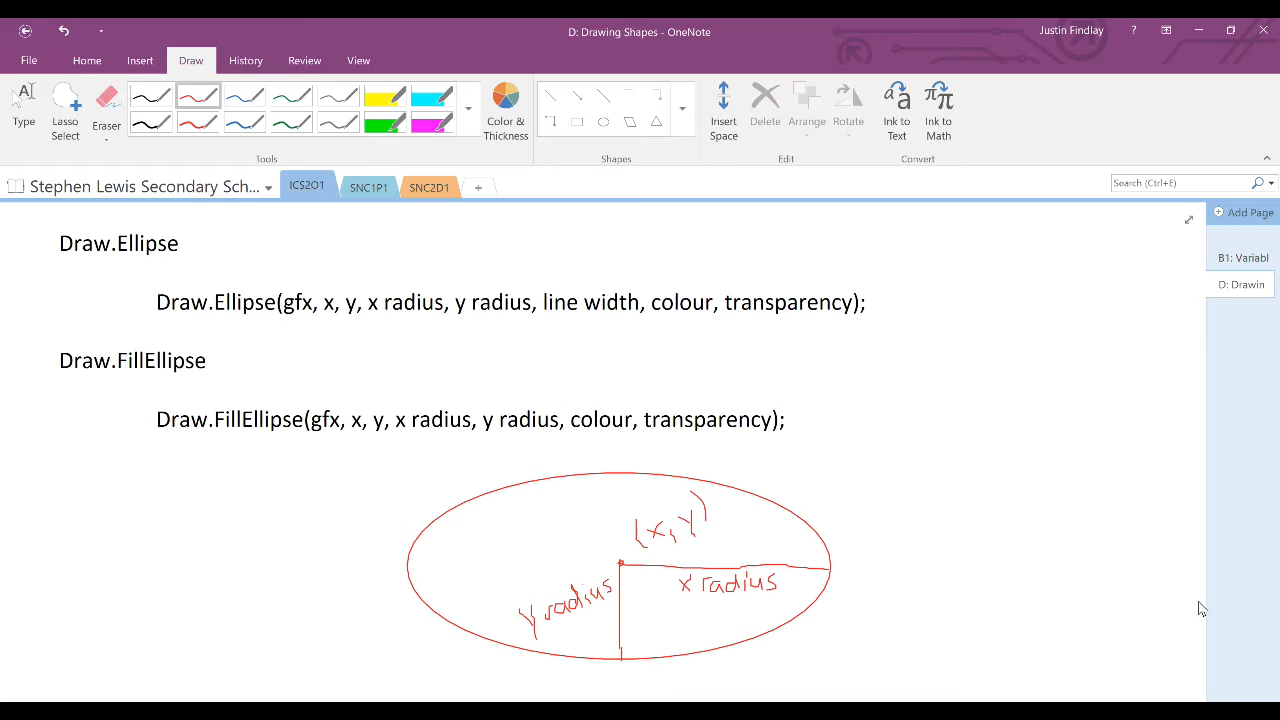 D: Drawing Shapes - OneNote
Justin Findlay
?
File Home Insert Draw History Review View
Type
Lasso Select
Eraser
Color & Thickness
Insert Space
Delete
Arrange
Rotate
Ink to Text
Ink to Math
Tools
Shapes
Edit
Convert
Stephen Lewis Secondary Sch...
ICS2O1
SNC1P1
SNC2D1
+
Search (Ctrl+E)
Add Page
B1: Variabl
D: Drawin
Draw.Ellipse
Draw.Ellipse(gfx, x, y, x radius, y radius, line width, colour, transparency);
Draw.FillEllipse
Draw.FillEllipse(gfx, x, y, x radius, y radius, colour, transparency);
(x, y)
x radius
y radius